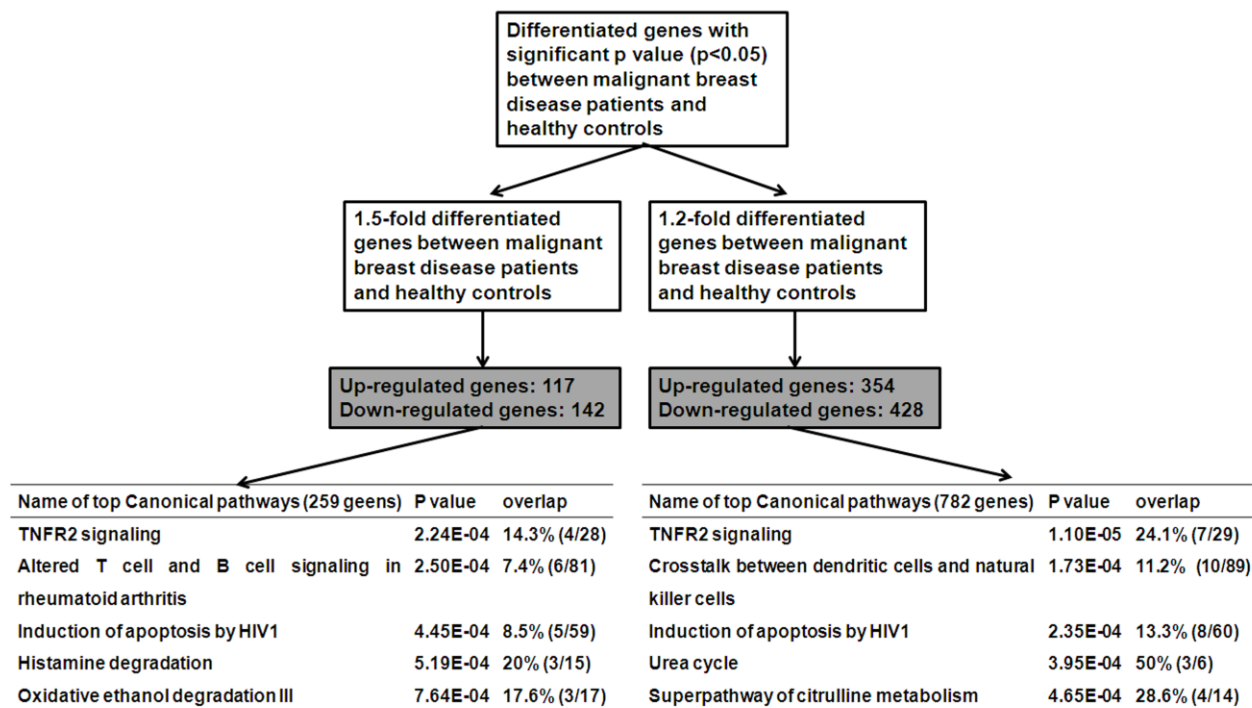 Differentiated genes with
significant p value (p<0.05)
between malignant breast
disease patients and
healthy controls
1.5-fold differentiated
genes between malignant
breast disease patients
and healthy controls
1.2-fold differentiated
genes between malignant
breast disease patients
and healthy controls
Up-regulated genes: 117
Down-regulated genes: 142
Up-regulated genes: 354
Down-regulated genes: 428
Name of top Canonical pathways (259 geens) P value overlap
TNFR2 signaling 2.24E-04 14.3% (4/28)
Altered T cell and B cell signaling in 2.50E-04 7.4% (6/81)
rheumatoid arthritis
Induction of apoptosis by HIV1 4.45E-04 8.5% (5/59)
Histamine degradation 5.19E-04 20% (3/15)
Oxidative ethanol degradation III 7.64E-04 17.6% (3/17)
Name of top Canonical pathways (782 genes) P value overlap
TNFR2 signaling 1.10E-05 24.1% (7/29)
Crosstalk between dendritic cells and natural 1.73E-04 11.2% (10/89)
killer cells
Induction of apoptosis by HIV1 2.35E-04 13.3% (8/60)
Urea cycle 3.95E-04 50% (3/6)
Superpathway of citrulline metabolism 4.65E-04 28.6% (4/14)